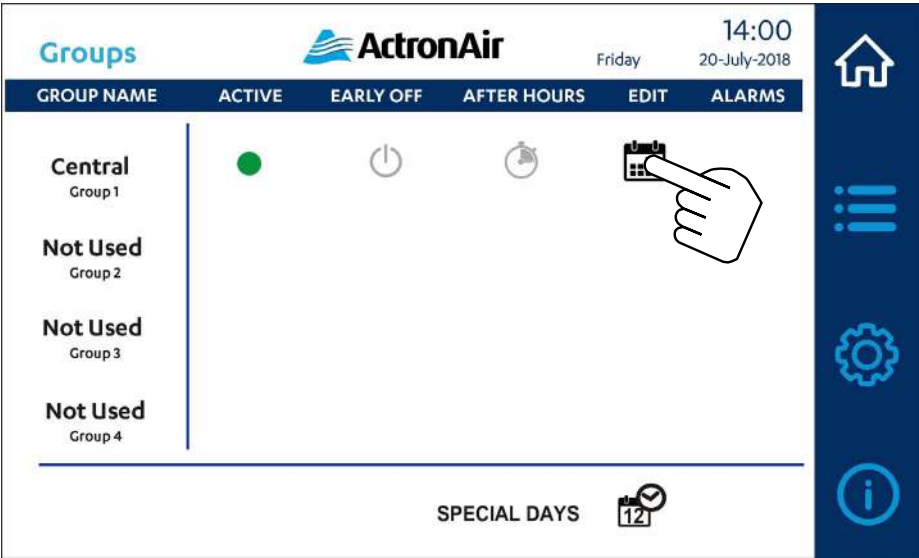 Groups
ActronAir
Friday
14:00
20-July-2018
GROUP NAME ACTIVE EARLY OFF AFTER HOURS EDIT ALARMS
Central
Group 1
Not Used
Group 2
Not Used
Group 3
Not Used
Group 4
SPECIAL DAYS
12